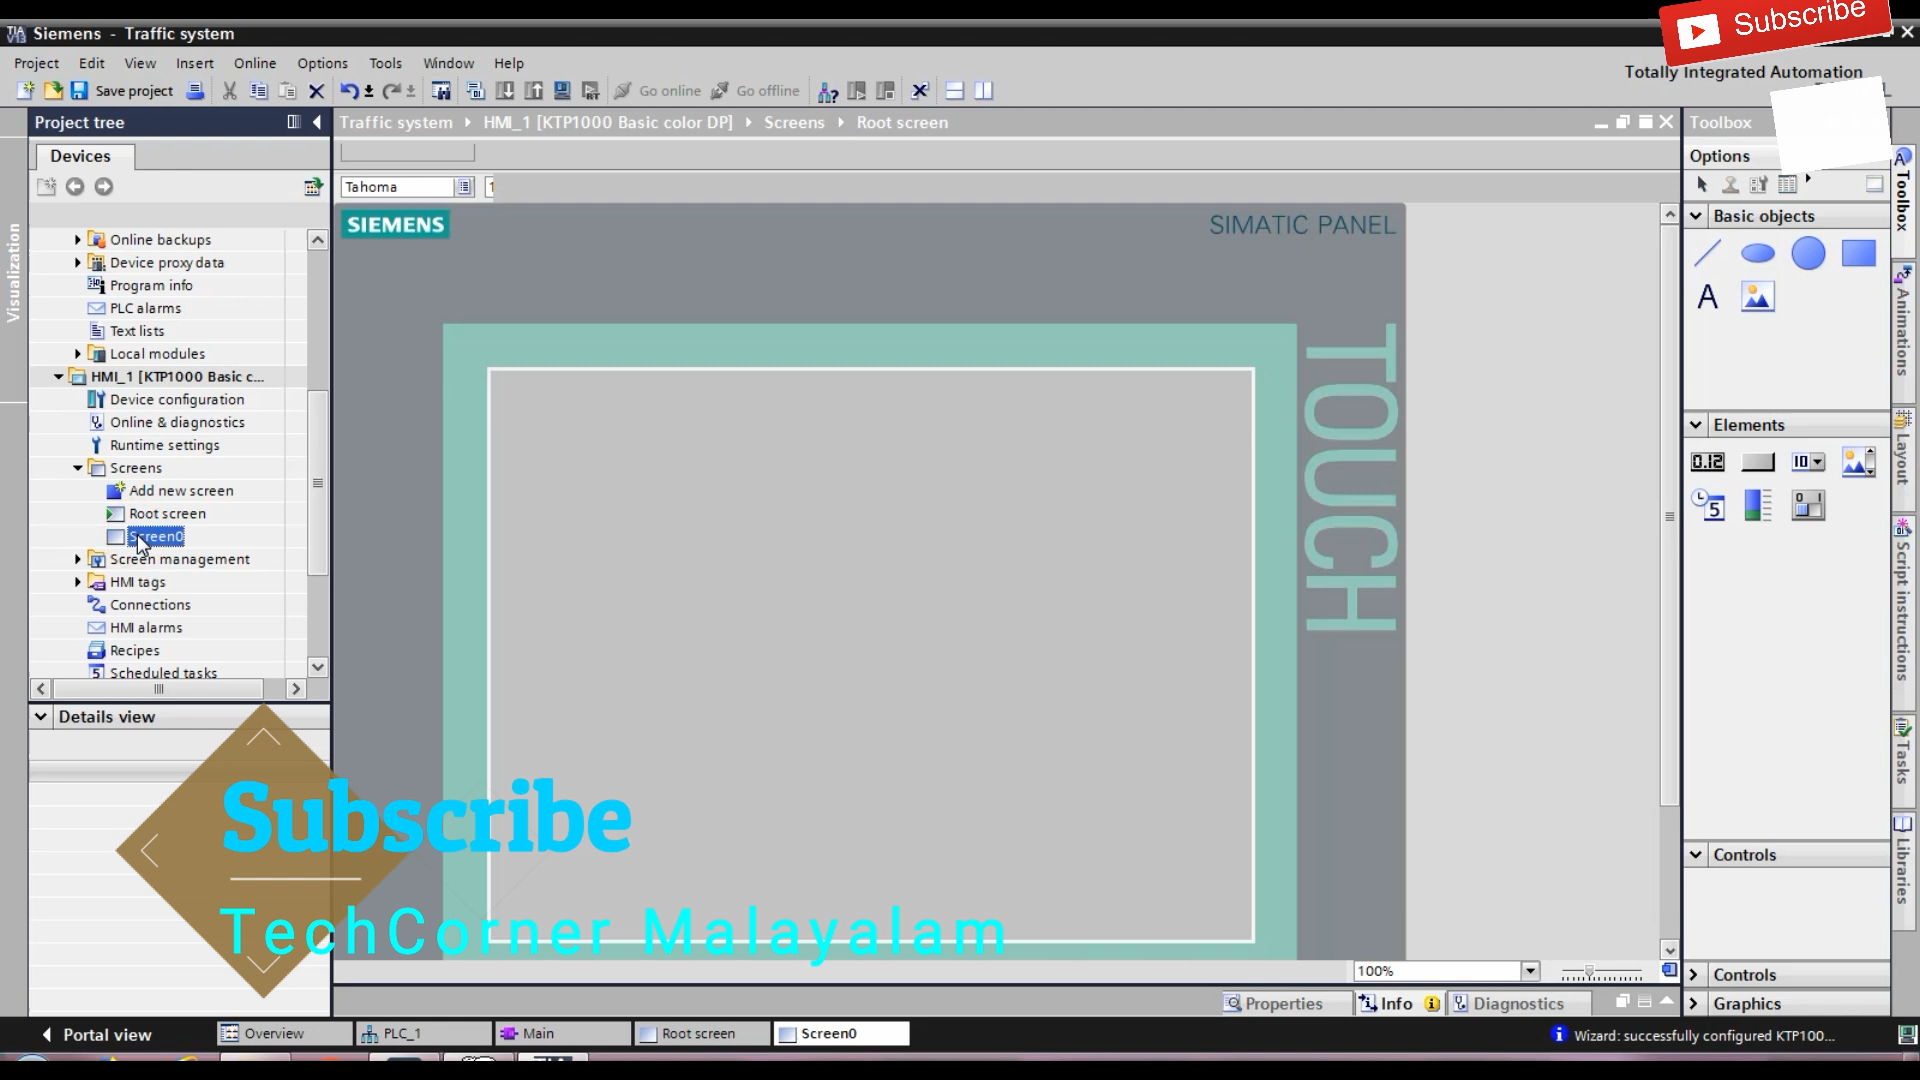 Siemens - Traffic system
Subscribe
Project Edit View Insert Online Options Tools Window Help
Totally Integrated Automation
Save project Go online Go offline
Project tree
Traffic system HMI_1 [KTP1000 Basic color DP] Screens Root screen
Toolbox
Devices
Options
Tahoma
Visualization
SIEMENS
SIMATIC PANEL
TOUCH
Online backups
Device proxy data
Program info
PLC alarms
Text lists
Local modules
HMI_1 [KTP1000 Basic c...
Device configuration
Online & diagnostics
Runtime settings
Screens
Add new screen
Root screen
Screen0
Screen management
HMI tags
Connections
HMI alarms
Recipes
Scheduled tasks
Details view
Basic objects
A
Elements
0.12
10
5
0 1
Controls
Controls
Graphics
Toolbox
Animations
Layout
Script instructions
Tasks
Libraries
Subscribe
TechCorner Malayalam
100%
Properties Info Diagnostics
Portal view Overview PLC_1 Main Root screen Screen0
Wizard: successfully configured KTP100...